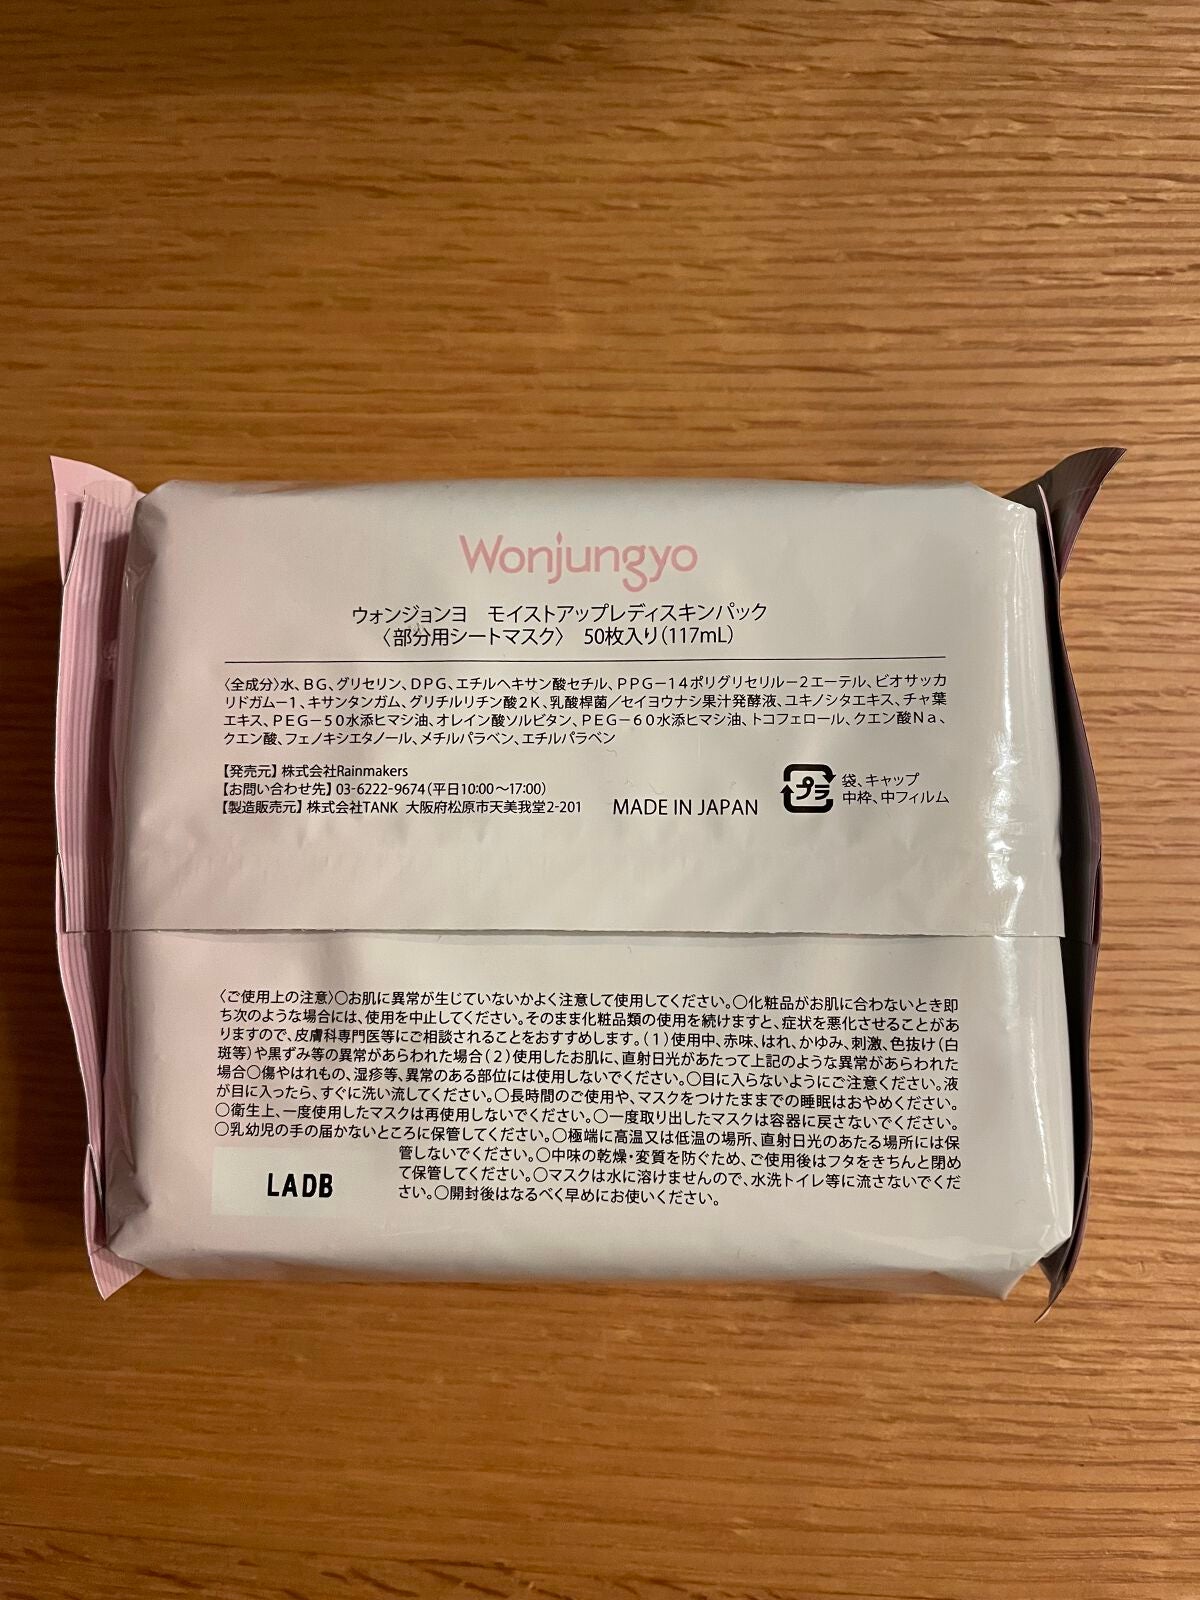 Wonjungyo
ウォンジョンヨ　モイストアップレディスキンパック
〈部分用シートマスク〉　50枚入り（117mL）
〈全成分〉水、BG、グリセリン、DPG、エチルヘキサン酸セチル、PPG－14ポリグリセリル－2エーテル、ビオサッカ
リドガム－1、キサンタンガム、グリチルリチン酸2K、乳酸桿菌／セイヨウナシ果汁発酵液、ユキノシタエキス、チャ葉
エキス、PEG－50水添ヒマシ油、オレイン酸ソルビタン、PEG－60水添ヒマシ油、トコフェロール、クエン酸Na、
クエン酸、フェノキシエタノール、メチルパラベン、エチルパラベン
【発売元】株式会社Rainmakers
【お問い合わせ先】03-6222-9674（平日10:00～17:00）
【製造販売元】株式会社TANK　大阪府松原市天美我堂2-201
MADE IN JAPAN
プラ
袋、キャップ
中枠、中フィルム
〈ご使用上の注意〉○お肌に異常が生じていないかよく注意して使用してください。○化粧品がお肌に合わないとき即
ち次のような場合には、使用を中止してください。そのまま化粧品類の使用を続けますと、症状を悪化させることがあ
りますので、皮膚科専門医等にご相談されることをおすすめします。（1）使用中、赤味、はれ、かゆみ、刺激、色抜け（白
斑等）や黒ずみ等の異常があらわれた場合（2）使用したお肌に、直射日光があたって上記のような異常があらわれた
場合○傷やはれもの、湿疹等、異常のある部位には使用しないでください。○目に入らないようにご注意ください。液
が目に入ったら、すぐに洗い流してください。○長時間のご使用や、マスクをつけたままでの睡眠はおやめください。
○衛生上、一度使用したマスクは再使用しないでください。○一度取り出したマスクは容器に戻さないでください。
○乳幼児の手の届かないところに保管してください。○極端に高温又は低温の場所、直射日光のあたる場所には保
管しないでください。○中味の乾燥・変質を防ぐため、ご使用後はフタをきちんと閉め
て保管してください。○マスクは水に溶けませんので、水洗トイレ等に流さないでくだ
さい。○開封後はなるべく早めにお使いください。
LADB